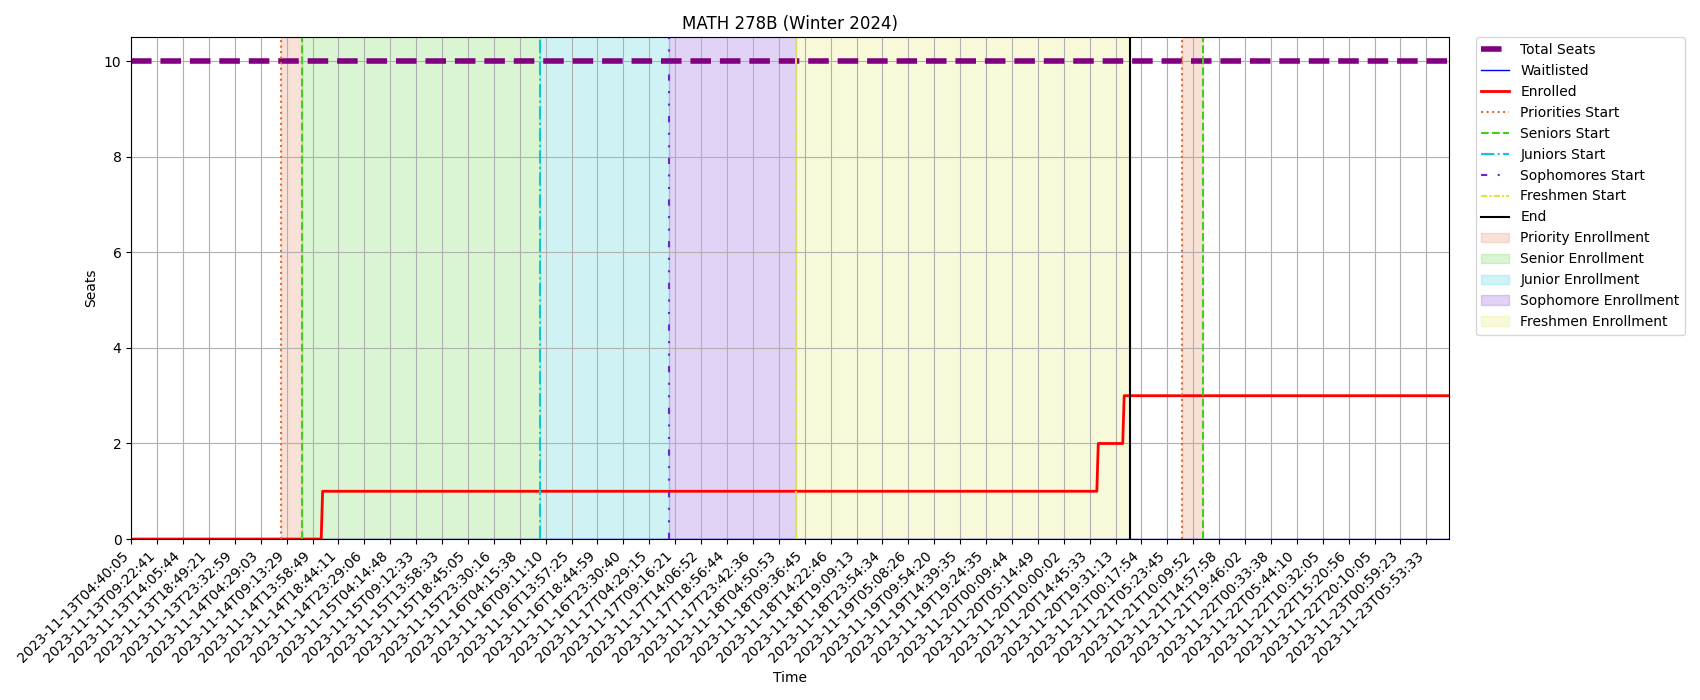 MATH 278B (Winter 2024)
Seats
10
8
6
4
2
0
2023-11-13T04:40:05
2023-11-13T09:22:41
2023-11-13T14:05:44
2023-11-13T18:49:21
2023-11-13T23:32:59
2023-11-14T04:29:03
2023-11-14T09:13:29
2023-11-14T13:58:49
2023-11-14T18:44:11
2023-11-14T23:29:06
2023-11-15T04:14:48
2023-11-15T09:12:33
2023-11-15T13:58:33
2023-11-15T18:45:05
2023-11-15T23:30:16
2023-11-16T04:15:38
2023-11-16T09:11:10
2023-11-16T13:57:25
2023-11-16T18:44:59
2023-11-16T23:30:40
2023-11-17T04:29:15
2023-11-17T09:16:21
2023-11-17T14:06:52
2023-11-17T18:56:44
2023-11-17T23:42:36
2023-11-18T04:50:53
2023-11-18T09:36:45
2023-11-18T14:22:46
2023-11-18T19:09:13
2023-11-18T23:54:34
2023-11-19T05:08:26
2023-11-19T09:54:20
2023-11-19T14:39:35
2023-11-19T19:24:35
2023-11-20T00:09:44
2023-11-20T05:14:49
2023-11-20T10:00:02
2023-11-20T14:45:33
2023-11-20T19:31:13
2023-11-21T00:17:54
2023-11-21T05:23:45
2023-11-21T10:09:52
2023-11-21T14:57:58
2023-11-21T19:46:02
2023-11-22T00:33:38
2023-11-22T05:44:10
2023-11-22T10:32:05
2023-11-22T15:20:56
2023-11-22T20:10:05
2023-11-23T00:59:23
2023-11-23T05:53:33
Time
Total Seats
Waitlisted
Enrolled
Priorities Start
Seniors Start
Juniors Start
Sophomores Start
Freshmen Start
End
Priority Enrollment
Senior Enrollment
Junior Enrollment
Sophomore Enrollment
Freshmen Enrollment